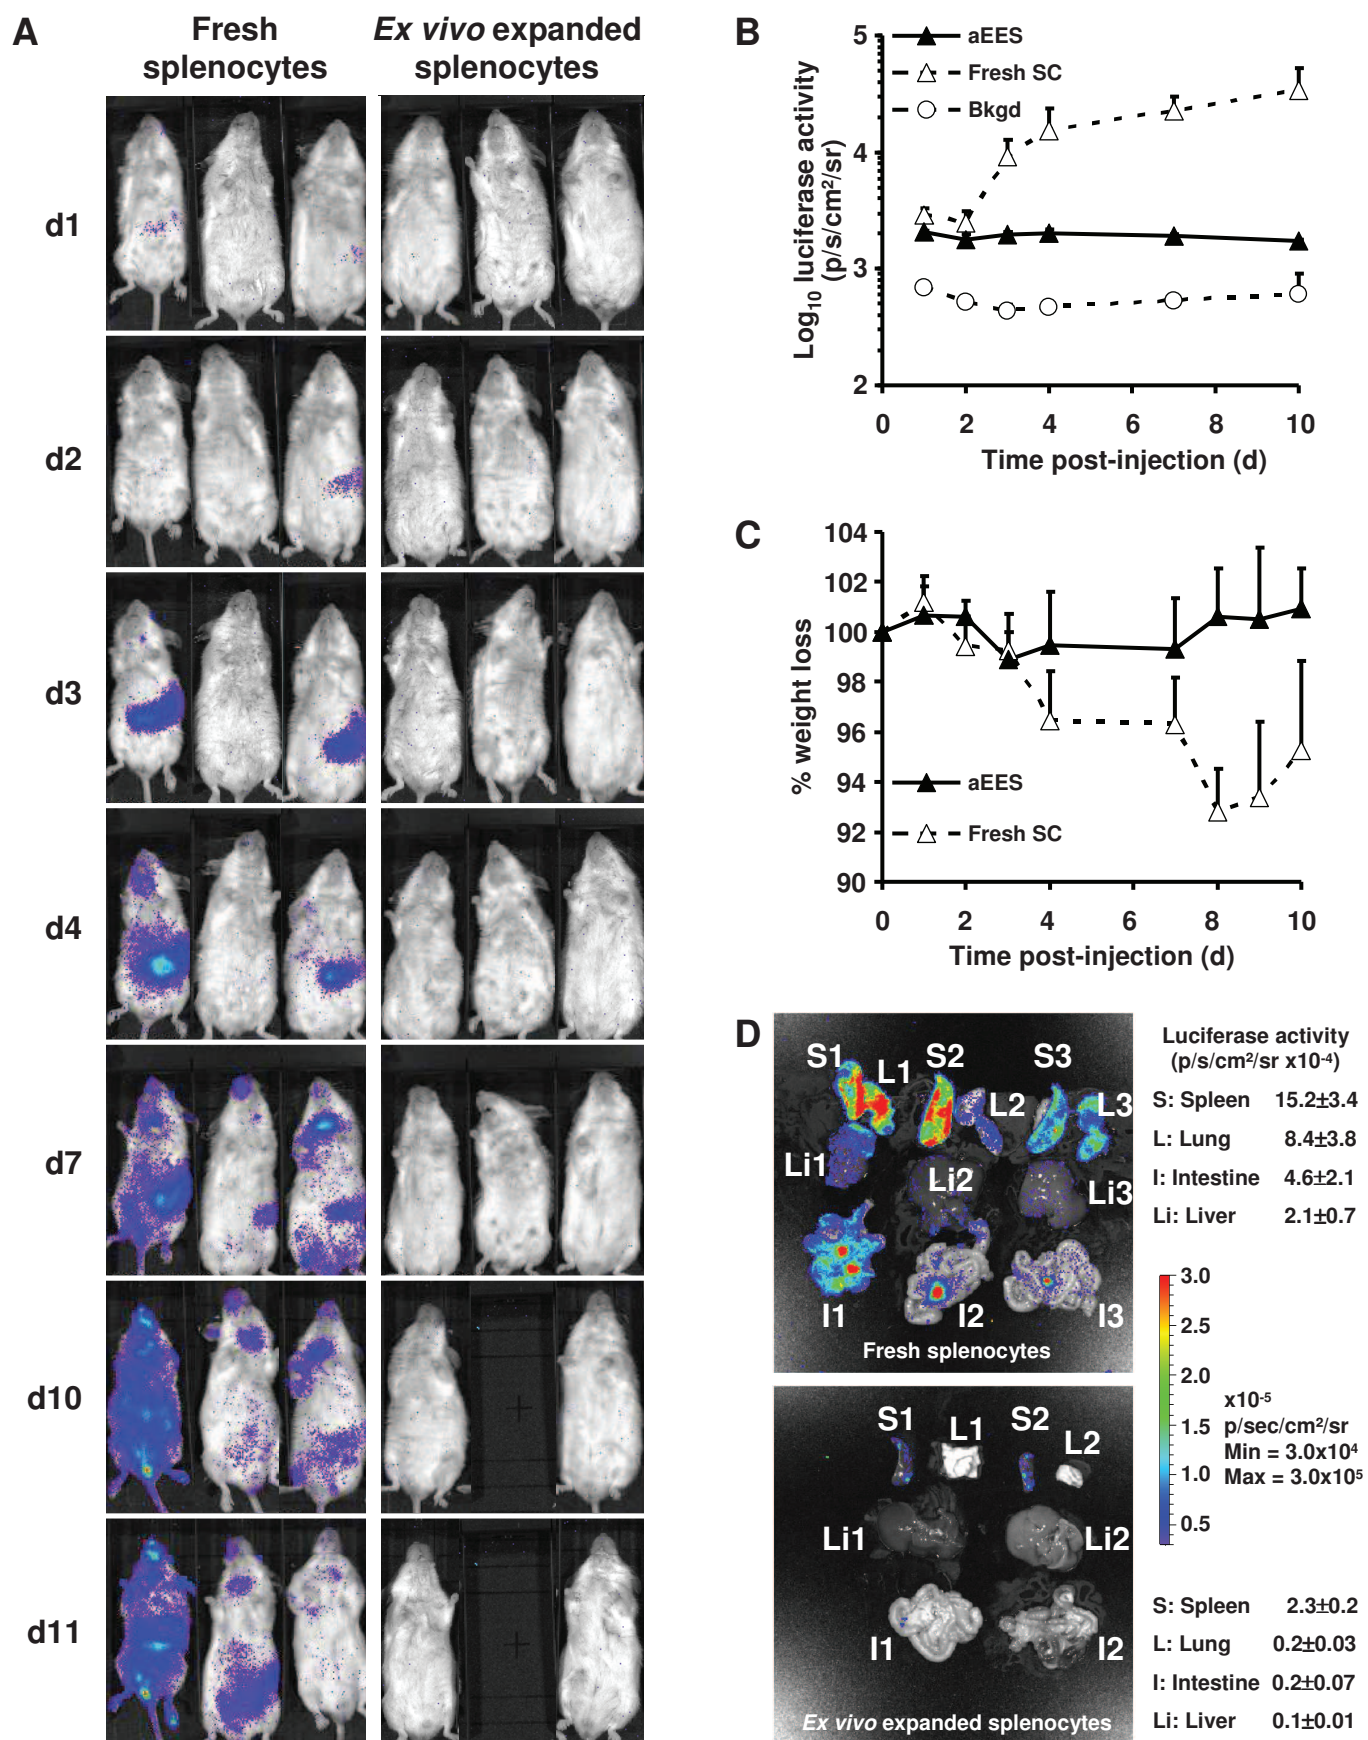 A
Fresh
splenocytes
Ex vivo expanded
splenocytes
d1
d2
d3
d4
d7
d10
d11
B
5
4
3
2
Log10 luciferase activity
(p/s/cm²/sr)
aEES
Fresh SC
Bkgd
0 2 4 6 8 10
Time post-injection (d)
C
104
102
100
98
96
94
92
90
% weight loss
aEES
Fresh SC
0 2 4 6 8 10
Time post-injection (d)
D
S1 L1 S2 L2 S3 L3
Li1 Li2 Li3
I1 I2 I3
Fresh splenocytes
Luciferase activity
(p/s/cm²/sr x10⁻⁴)
S: Spleen 15.2±3.4
L: Lung 8.4±3.8
I: Intestine 4.6±2.1
Li: Liver 2.1±0.7
3.0
2.5
2.0
1.5
1.0
0.5
x10⁻⁵
p/sec/cm²/sr
Min = 3.0x10⁴
Max = 3.0x10⁵
S1 L1 S2 L2
Li1 Li2
I1 I2
Ex vivo expanded splenocytes
S: Spleen 2.3±0.2
L: Lung 0.2±0.03
I: Intestine 0.2±0.07
Li: Liver 0.1±0.01